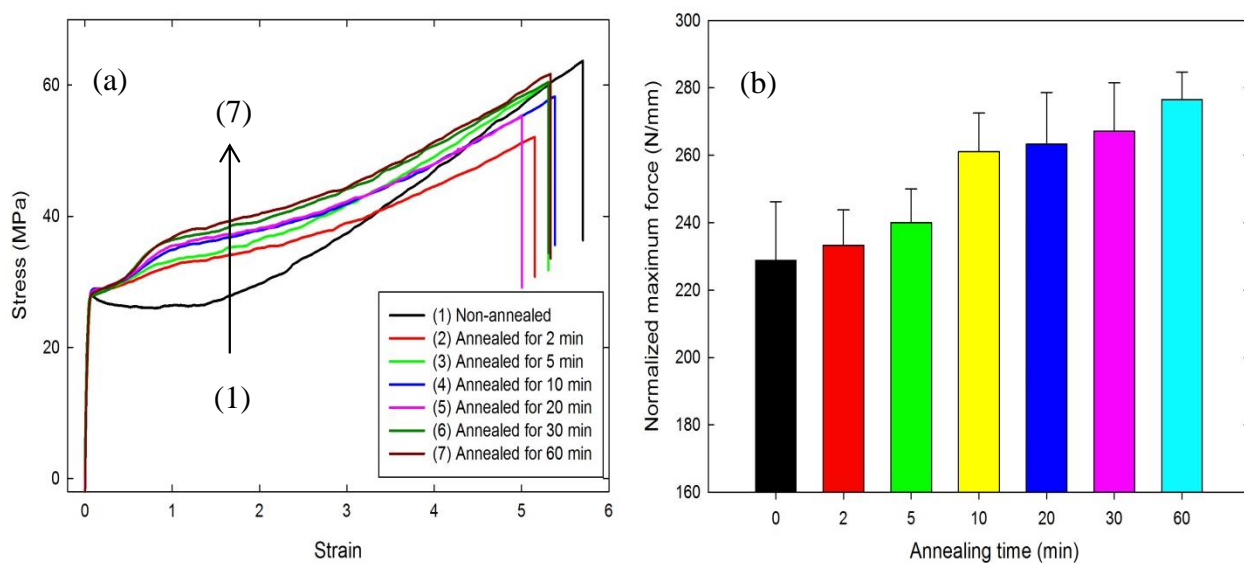 (a)
(7)
(1)
Stress (MPa)
60
40
20
0
0 1 2 3 4 5 6
Strain
(1) Non-annealed
(2) Annealed for 2 min
(3) Annealed for 5 min
(4) Annealed for 10 min
(5) Annealed for 20 min
(6) Annealed for 30 min
(7) Annealed for 60 min
(b)
Normalized maximum force (N/mm)
300
280
260
240
220
200
180
160
0 2 5 10 20 30 60
Annealing time (min)